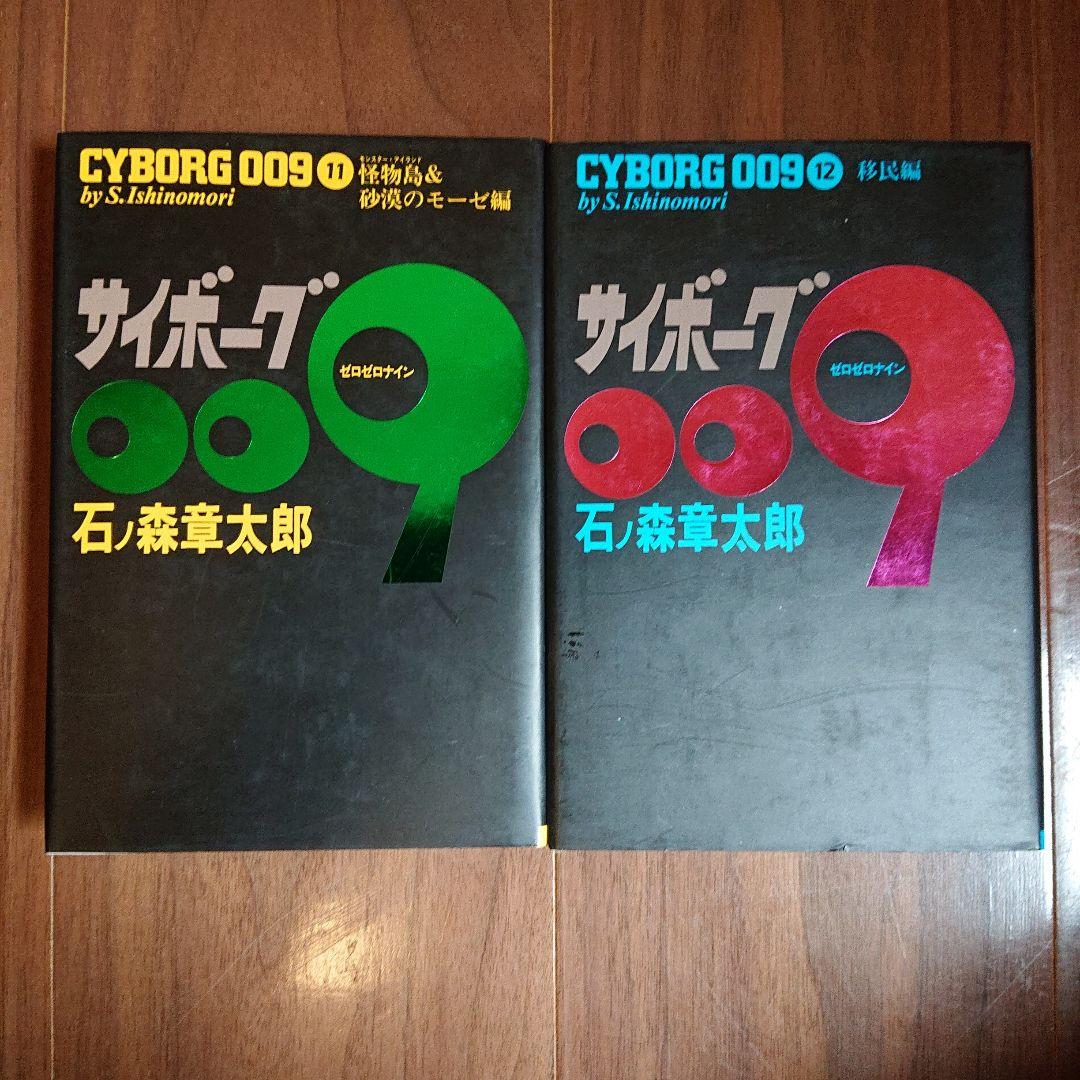 CYBORG 009 11
by S.Ishinomori
モンスター・アイランド
怪物島&
砂漠のモーゼ編
サイボーグ
009
ゼロゼロナイン
石ノ森章太郎
CYBORG 009 12 移民編
by S.Ishinomori
サイボーグ
009
ゼロゼロナイン
石ノ森章太郎